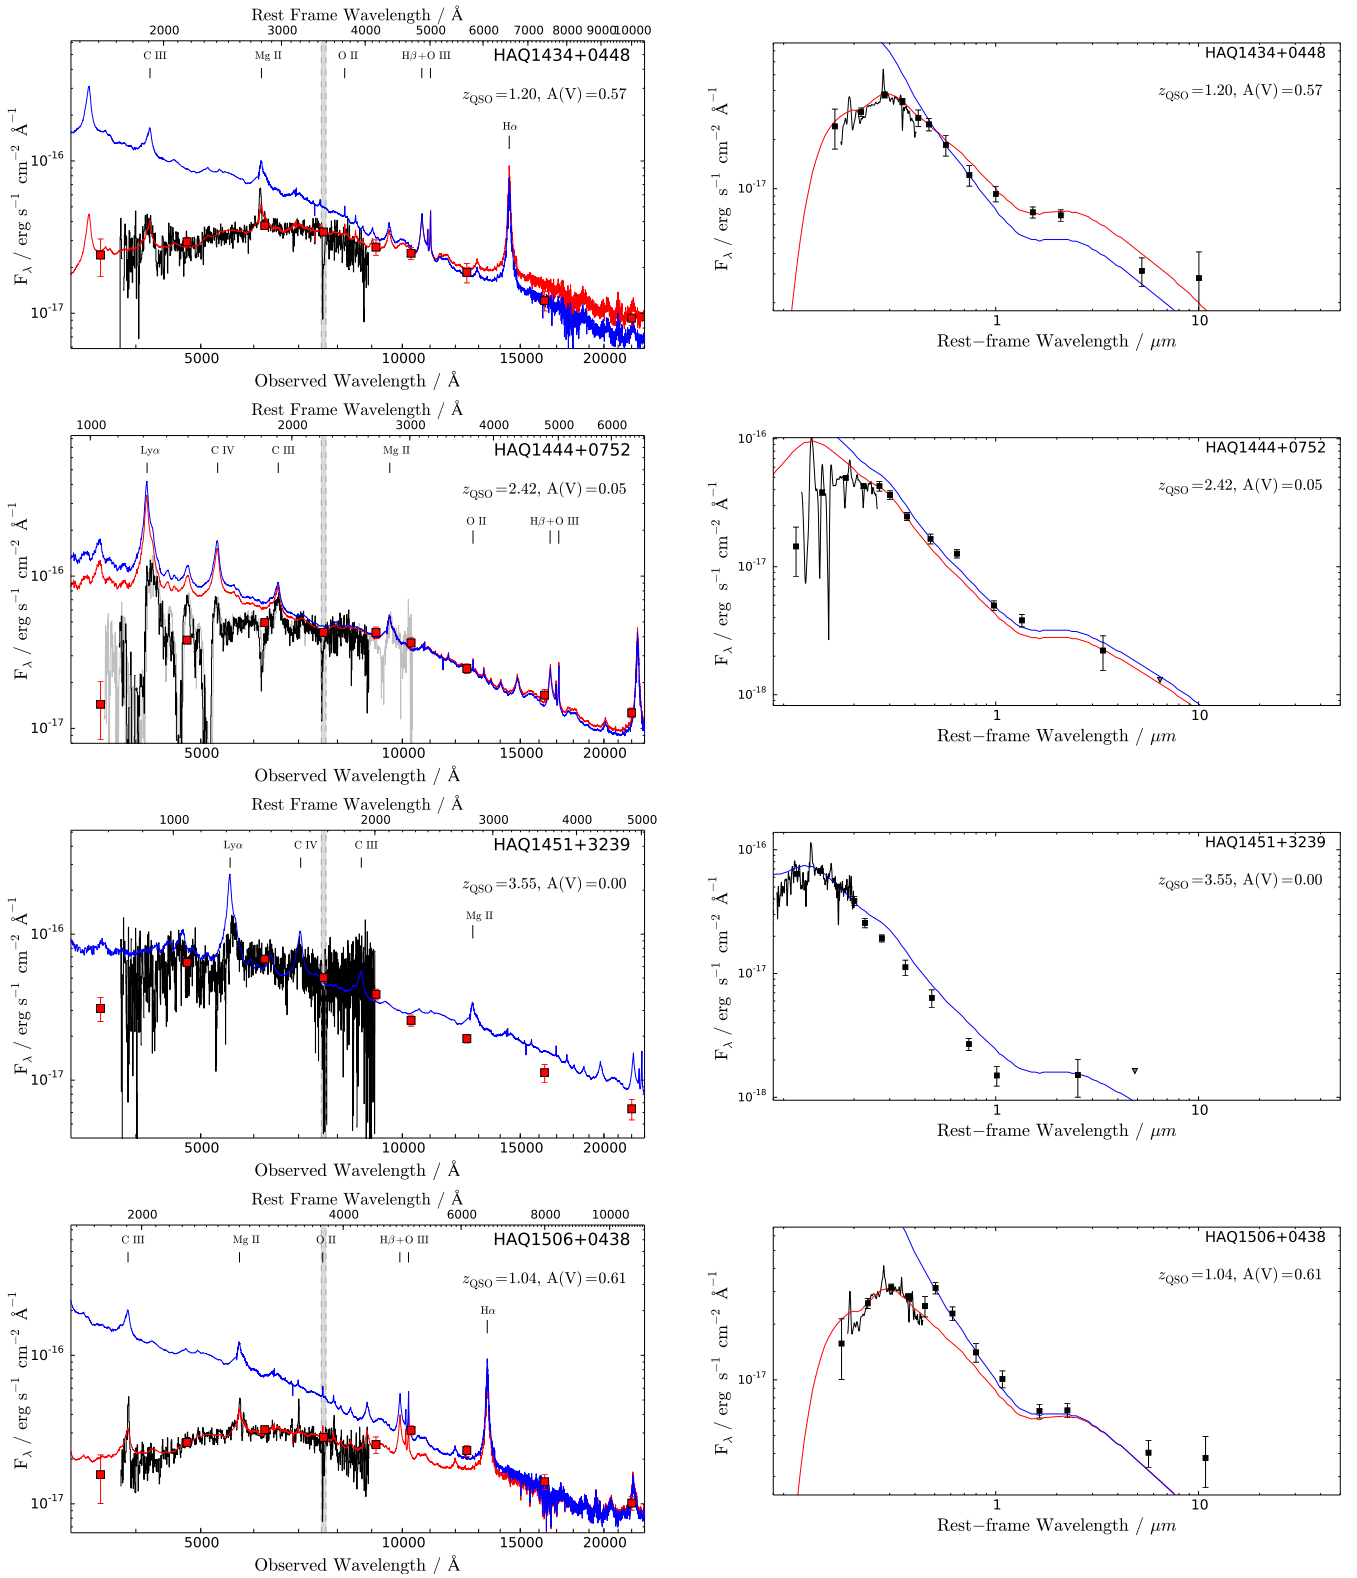 Rest Frame Wavelength / Å
2000 3000 4000 5000 6000 7000 8000 9000 10000
C III Mg II O II Hβ+O III Hα
HAQ1434+0448
zQSO=1.20, A(V)=0.57
Fλ / erg s−1 cm−2 Å−1
10-16
10-17
5000 10000 15000 20000
Observed Wavelength / Å
HAQ1434+0448
zQSO=1.20, A(V)=0.57
Fλ / erg s−1 cm−2 Å−1
10-17
1 10
Rest−frame Wavelength / μm
Rest Frame Wavelength / Å
1000 2000 3000 4000 5000 6000
Lyα C IV C III Mg II O II Hβ+O III
HAQ1444+0752
zQSO=2.42, A(V)=0.05
Fλ / erg s−1 cm−2 Å−1
10-16
10-17
5000 10000 15000 20000
Observed Wavelength / Å
HAQ1444+0752
zQSO=2.42, A(V)=0.05
Fλ / erg s−1 cm−2 Å−1
10-16
10-17
10-18
1 10
Rest−frame Wavelength / μm
Rest Frame Wavelength / Å
1000 2000 3000 4000 5000
Lyα C IV C III Mg II
HAQ1451+3239
zQSO=3.55, A(V)=0.00
Fλ / erg s−1 cm−2 Å−1
10-16
10-17
5000 10000 15000 20000
Observed Wavelength / Å
HAQ1451+3239
zQSO=3.55, A(V)=0.00
Fλ / erg s−1 cm−2 Å−1
10-16
10-17
10-18
1 10
Rest−frame Wavelength / μm
Rest Frame Wavelength / Å
2000 4000 6000 8000 10000
C III Mg II O II Hβ+O III Hα
HAQ1506+0438
zQSO=1.04, A(V)=0.61
Fλ / erg s−1 cm−2 Å−1
10-16
10-17
5000 10000 15000 20000
Observed Wavelength / Å
HAQ1506+0438
zQSO=1.04, A(V)=0.61
Fλ / erg s−1 cm−2 Å−1
10-17
1 10
Rest−frame Wavelength / μm